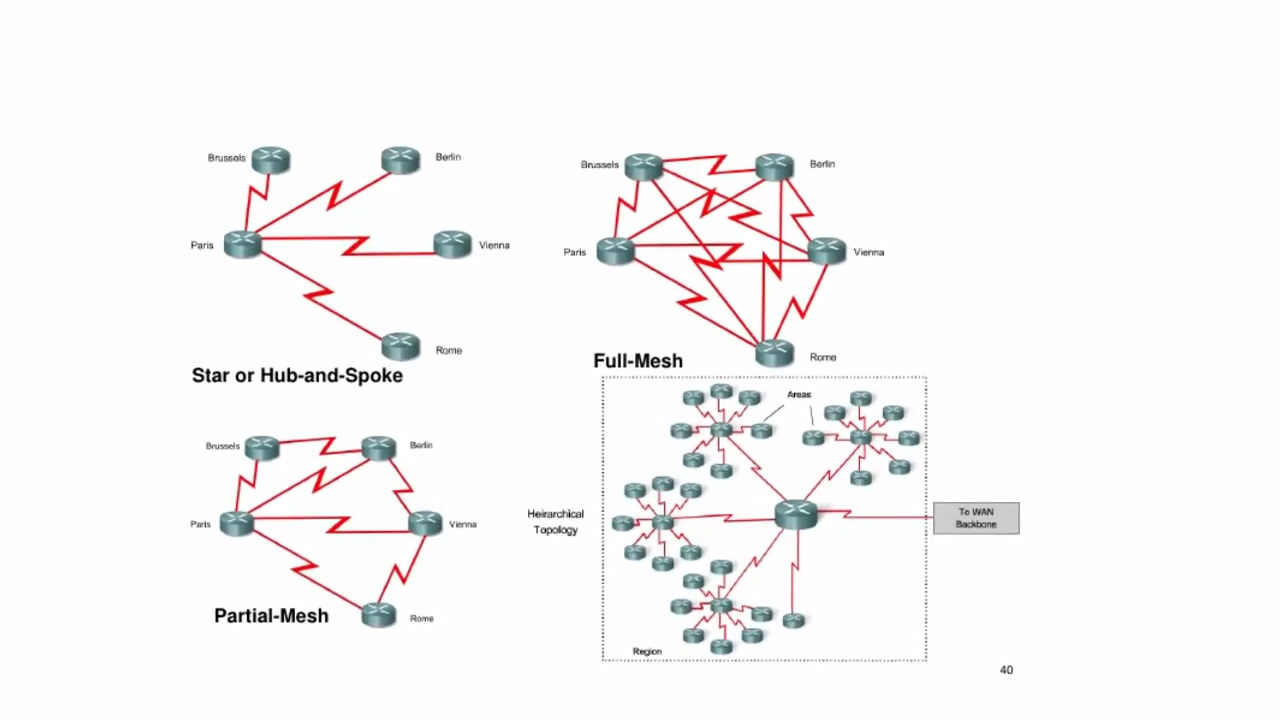 Brussels
Berlin
Paris
Vienna
Rome
Star or Hub-and-Spoke
Brussels
Berlin
Paris
Vienna
Rome
Full-Mesh
Brussels
Berlin
Paris
Vienna
Rome
Partial-Mesh
Areas
Heirarchical
Topology
To WAN
Backbone
Region
40